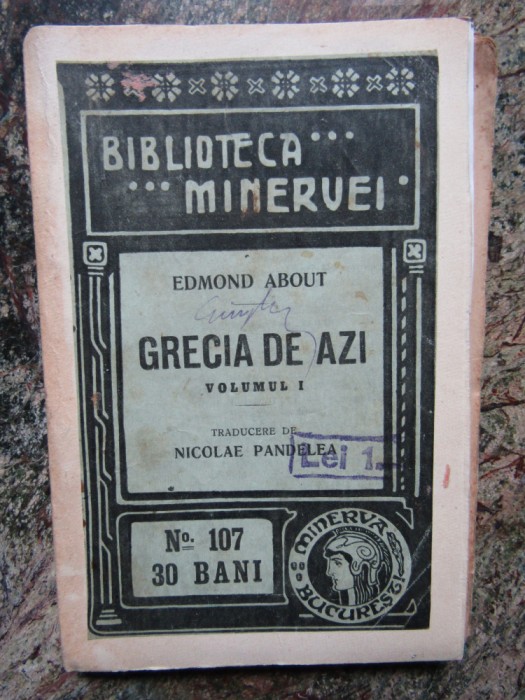 BIBLIOTECA
MINERVEI
EDMOND ABOUT
GRECIA DE AZI
VOLUMUL I
TRADUCERE DE
NICOLAE PANDELEA
Lei 1.
No. 107
30 BANI
MINERVA
BUCUREŞTI